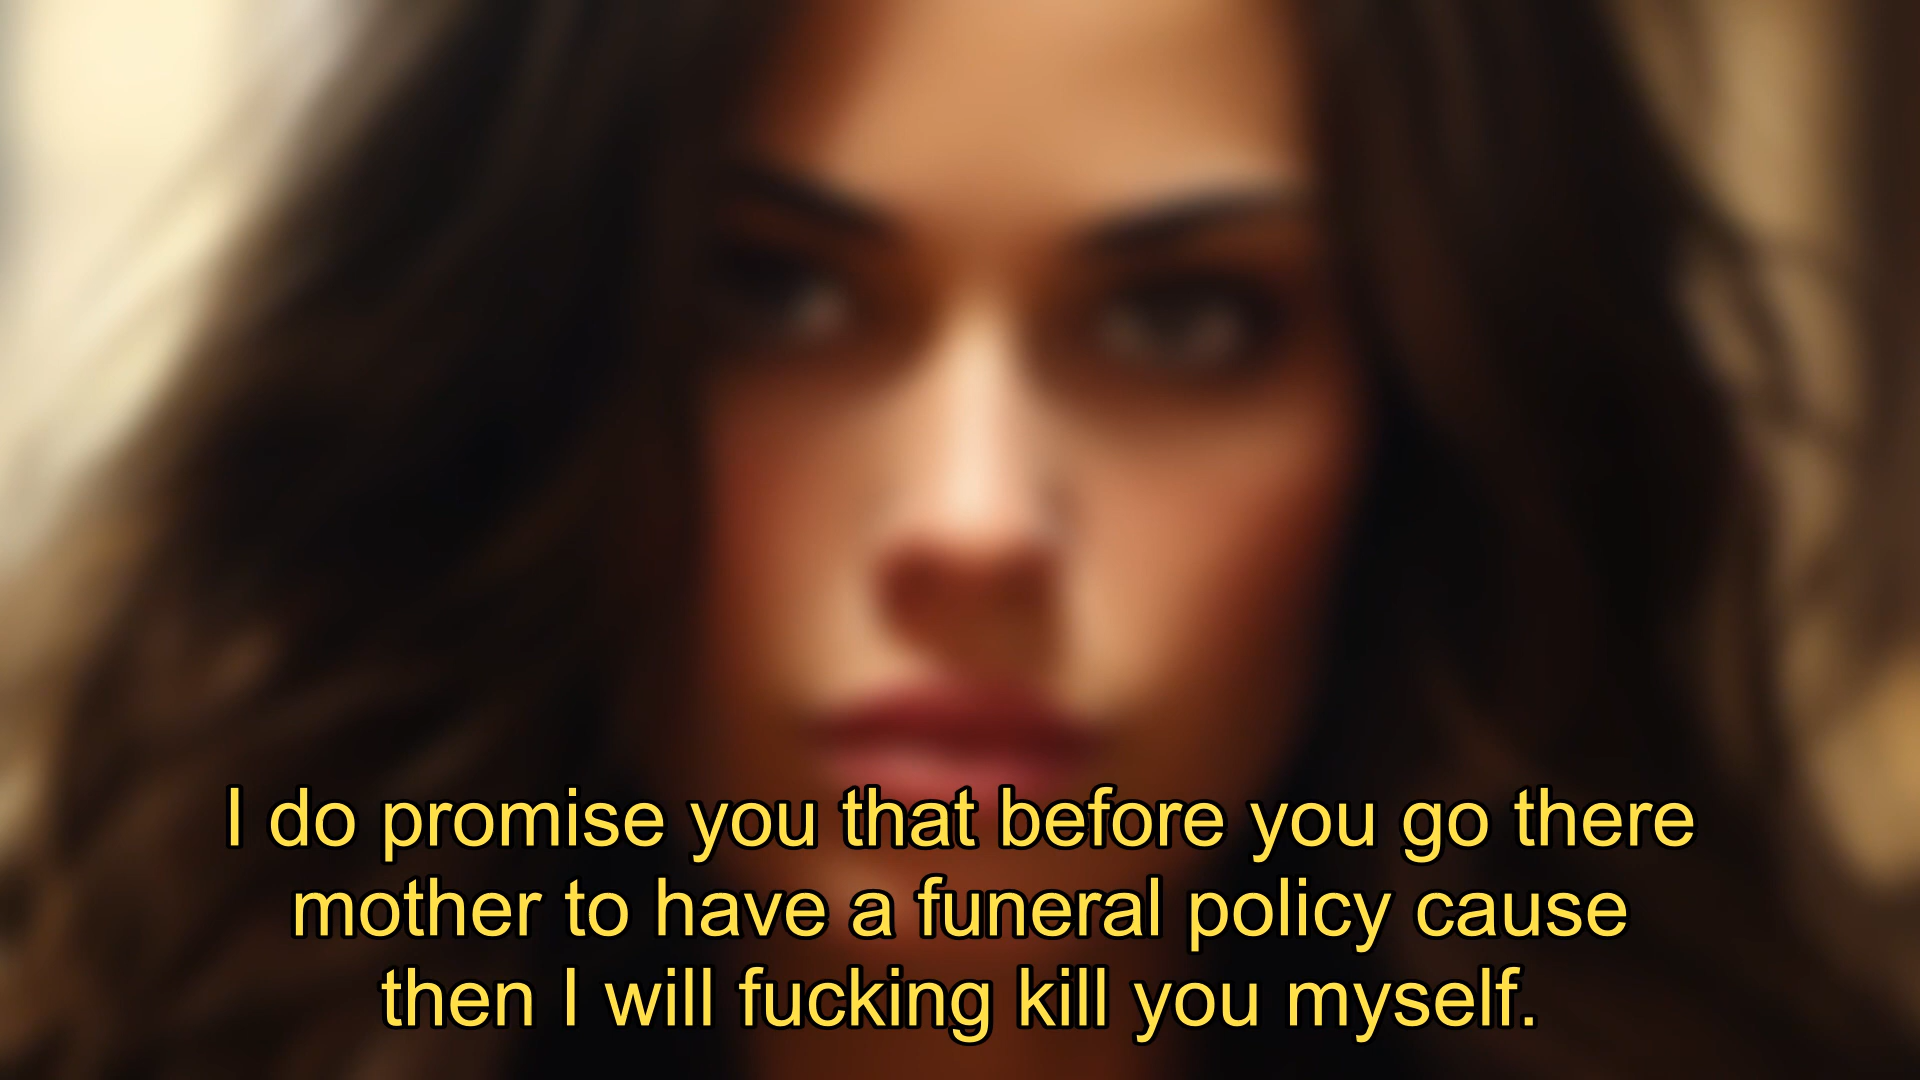 I do promise you that before you go there
mother to have a funeral policy cause
then I will fucking kill you myself.